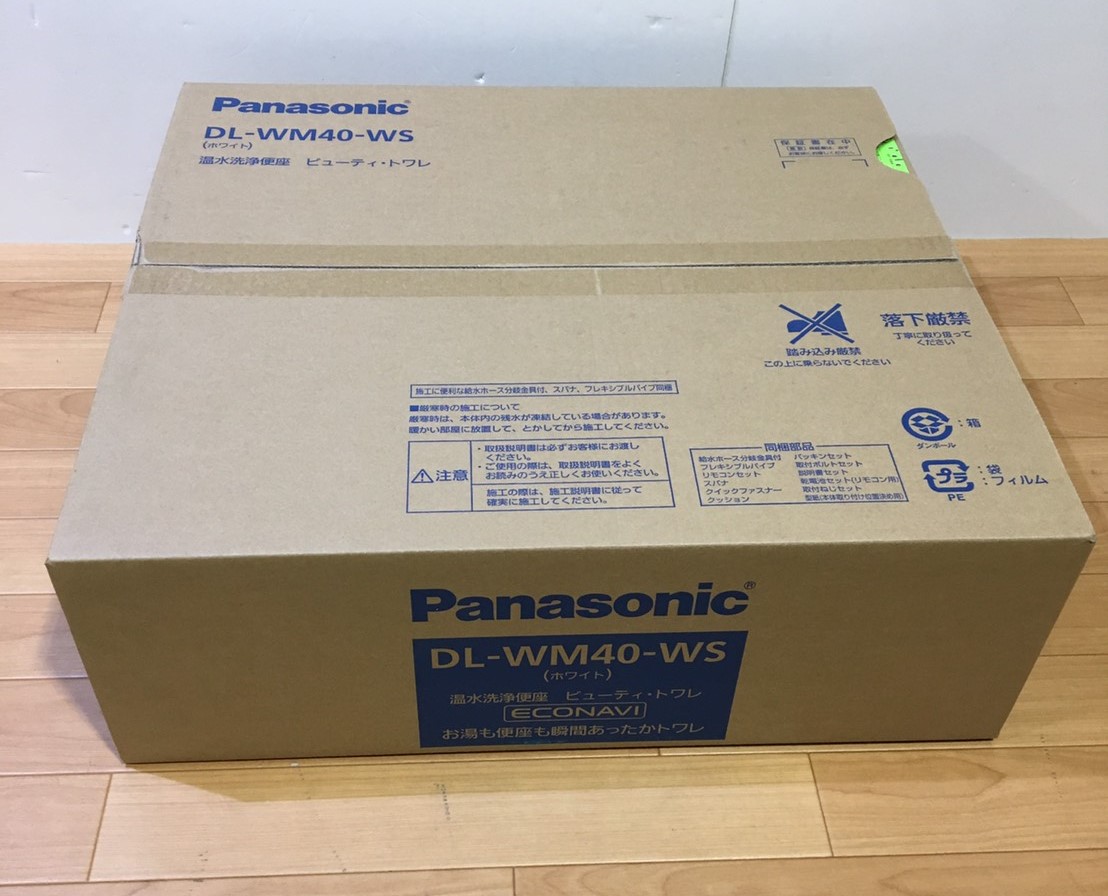 Panasonic®
DL-WM40-WS
(ホワイト)
温水洗浄便座 ビューティ・トワレ
保証書在中
踏み込み厳禁
この上に乗らないでください
落下厳禁
丁寧に取り扱って
ください
施工に便利な給水ホース分岐金具付、スパナ、フレキシブルパイプ同梱
■厳寒時の施工について
厳寒時は、本体内の残水が凍結している場合があります。
暖かい部屋に放置して、とかしてから施工してください。
注意
・取扱説明書は必ずお客様にお渡し
ください。
・ご使用の際は、取扱説明書をよく
お読みのうえ正しくお使いください。
施工の際は、施工説明書に従って
確実に施工してください。
同梱部品
給水ホース分岐金具付 パッキンセット
フレキシブルパイプ 取付ボルトセット
リモコンセット 説明書セット
スパナ 乾電池セット(リモコン用)
クイックファスナー 取付ねじセット
クッション 型紙(本体取り付け位置決め用)
:箱
ダンボール
プラ
:袋
:フィルム
PE
Panasonic®
DL-WM40-WS
(ホワイト)
温水洗浄便座 ビューティ・トワレ
ECONAVI
お湯も便座も瞬間あったかトワレ